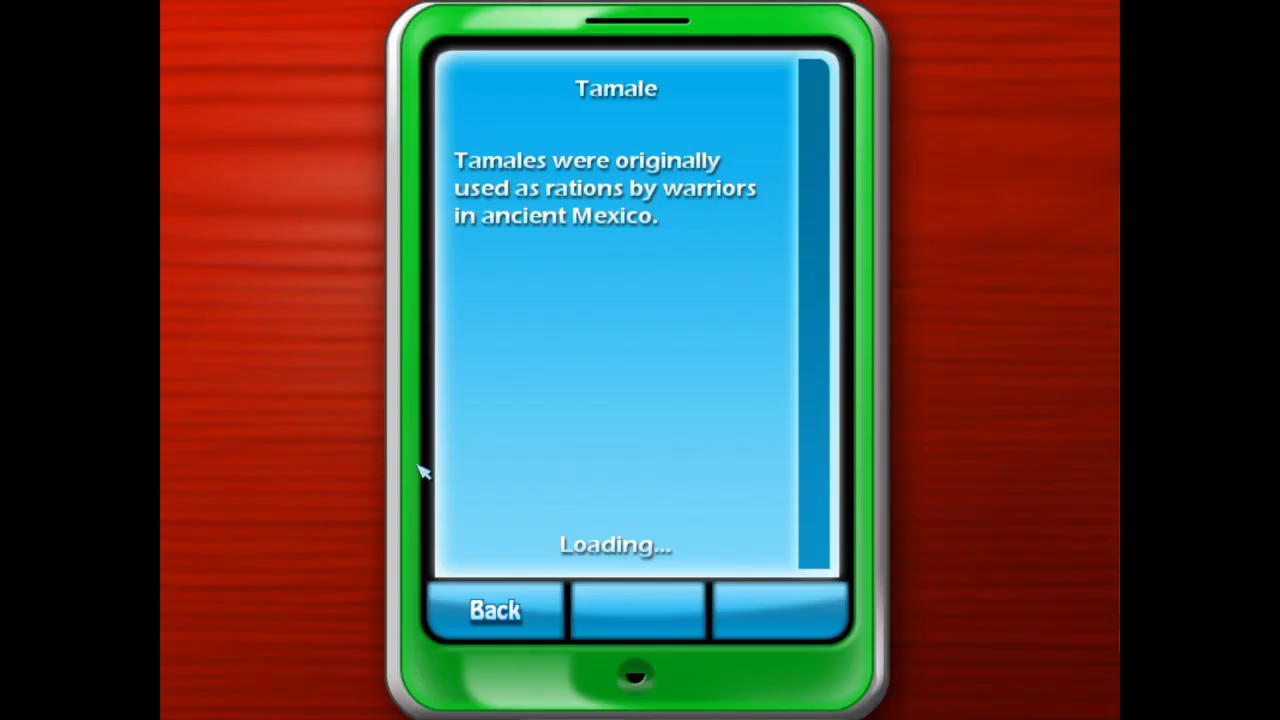 Tamale
Tamales were originally
used as rations by warriors
in ancient Mexico.
Loading...
Back